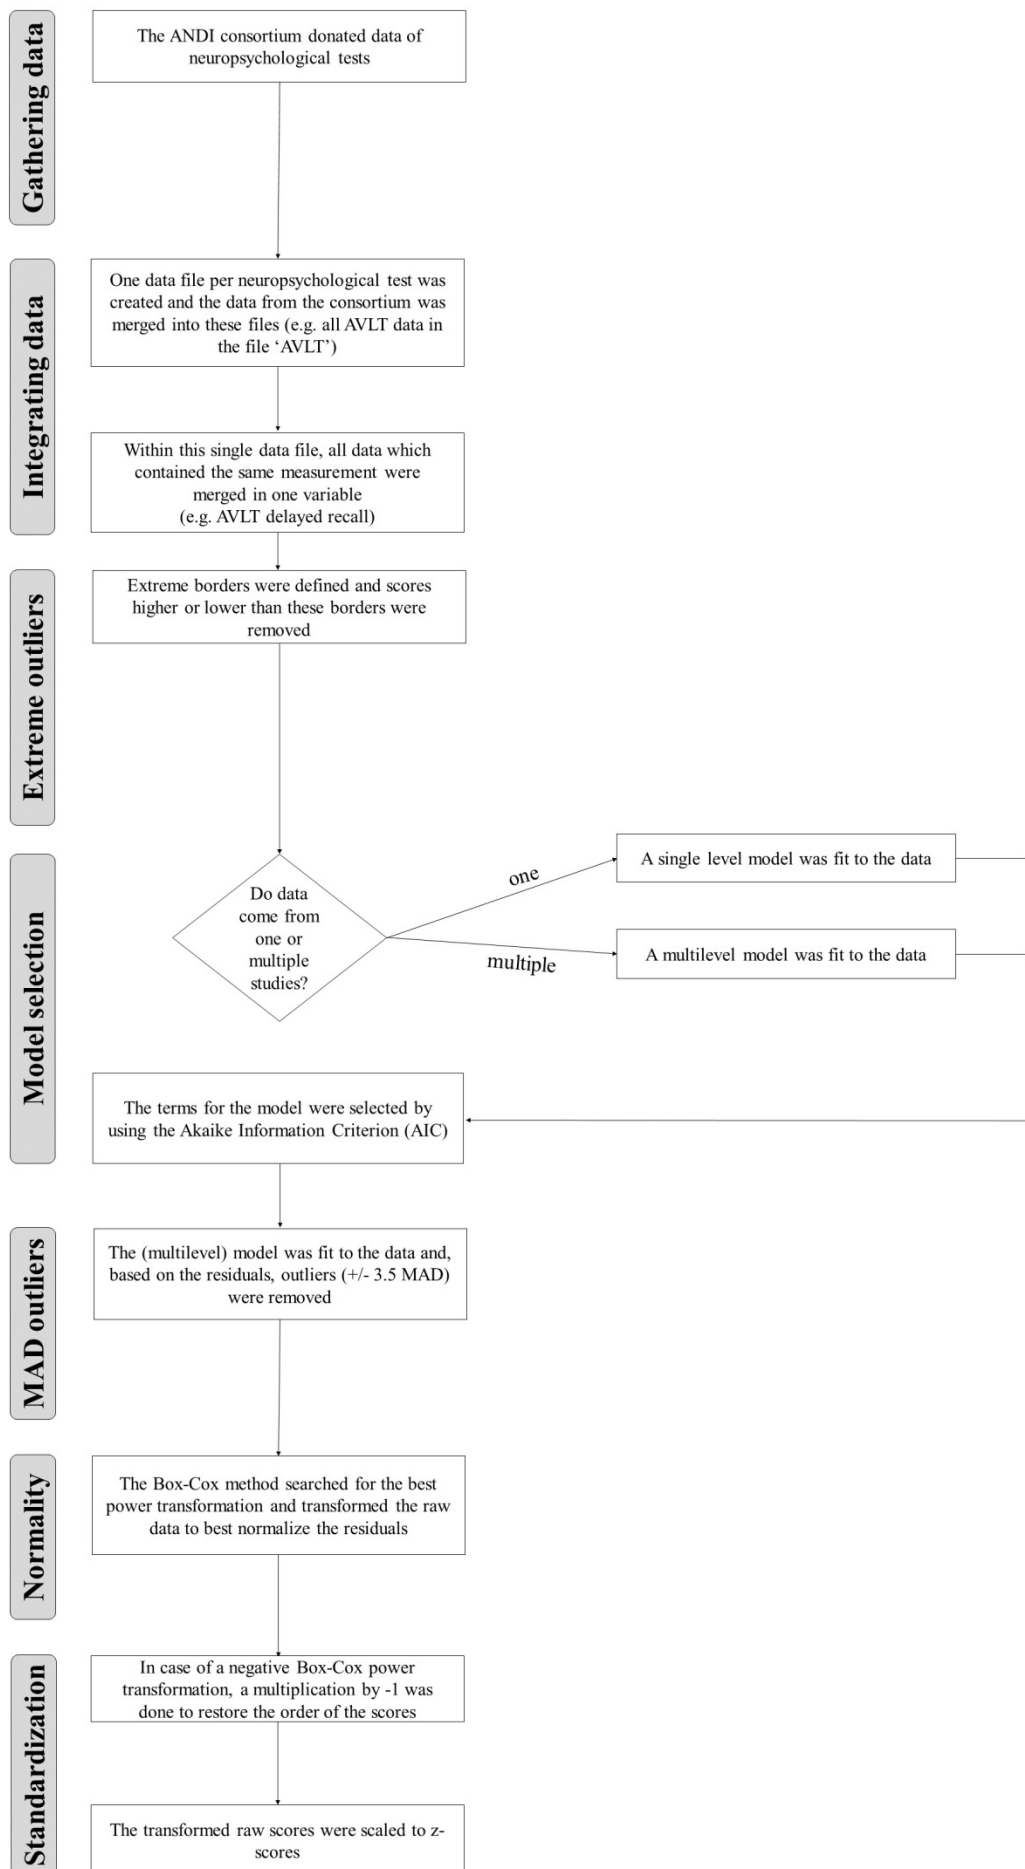 Gathering data
The ANDI consortium donated data of
neuropsychological tests
Integrating data
One data file per neuropsychological test was
created and the data from the consortium was
merged into these files (e.g. all AVLT data in
the file ‘AVLT’)
Within this single data file, all data which
contained the same measurement were
merged in one variable
(e.g. AVLT delayed recall)
Extreme outliers
Extreme borders were defined and scores
higher or lower than these borders were
removed
Model selection
Do data
come from
one or
multiple
studies?
one
A single level model was fit to the data
multiple
A multilevel model was fit to the data
The terms for the model were selected by
using the Akaike Information Criterion (AIC)
MAD outliers
The (multilevel) model was fit to the data and,
based on the residuals, outliers (+/- 3.5 MAD)
were removed
Normality
The Box-Cox method searched for the best
power transformation and transformed the raw
data to best normalize the residuals
Standardization
In case of a negative Box-Cox power
transformation, a multiplication by -1 was
done to restore the order of the scores
The transformed raw scores were scaled to z-
scores